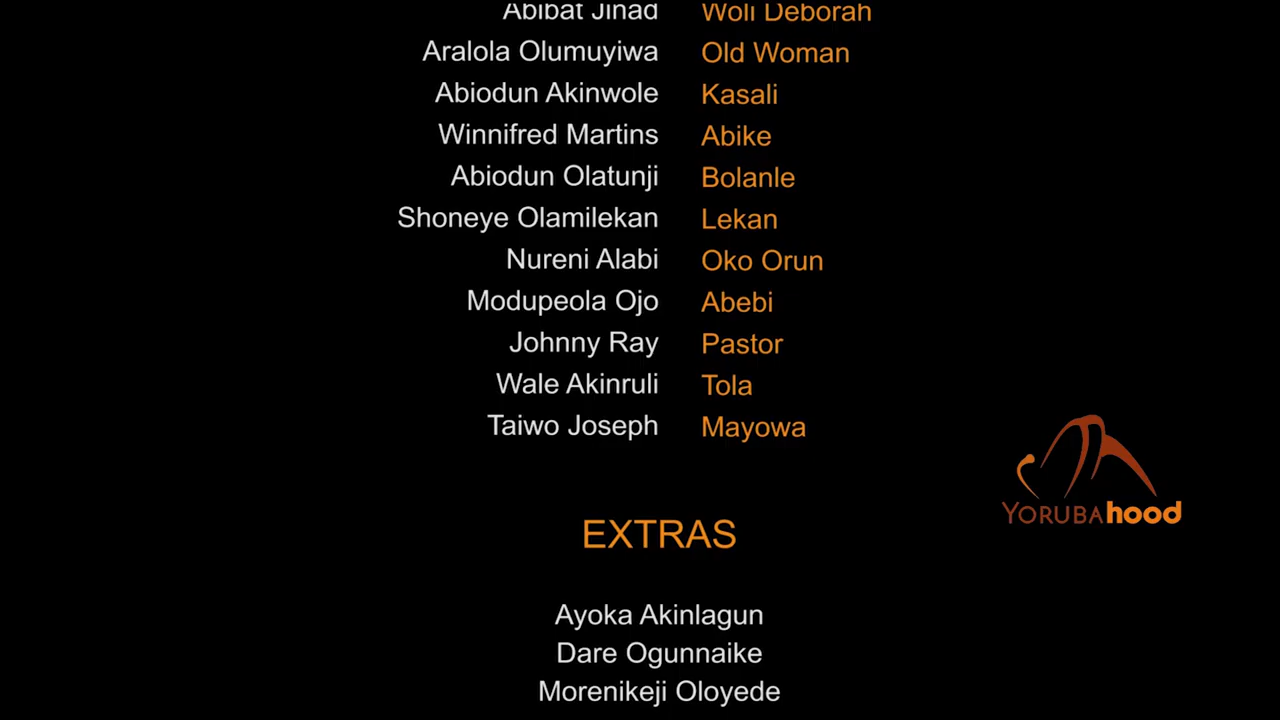 Abibat Jinad Woli Deborah
Aralola Olumuyiwa Old Woman
Abiodun Akinwole Kasali
Winnifred Martins Abike
Abiodun Olatunji Bolanle
Shoneye Olamilekan Lekan
Nureni Alabi Oko Orun
Modupeola Ojo Abebi
Johnny Ray Pastor
Wale Akinruli Tola
Taiwo Joseph Mayowa
YORUBAhood
EXTRAS
Ayoka Akinlagun
Dare Ogunnaike
Morenikeji Oloyede